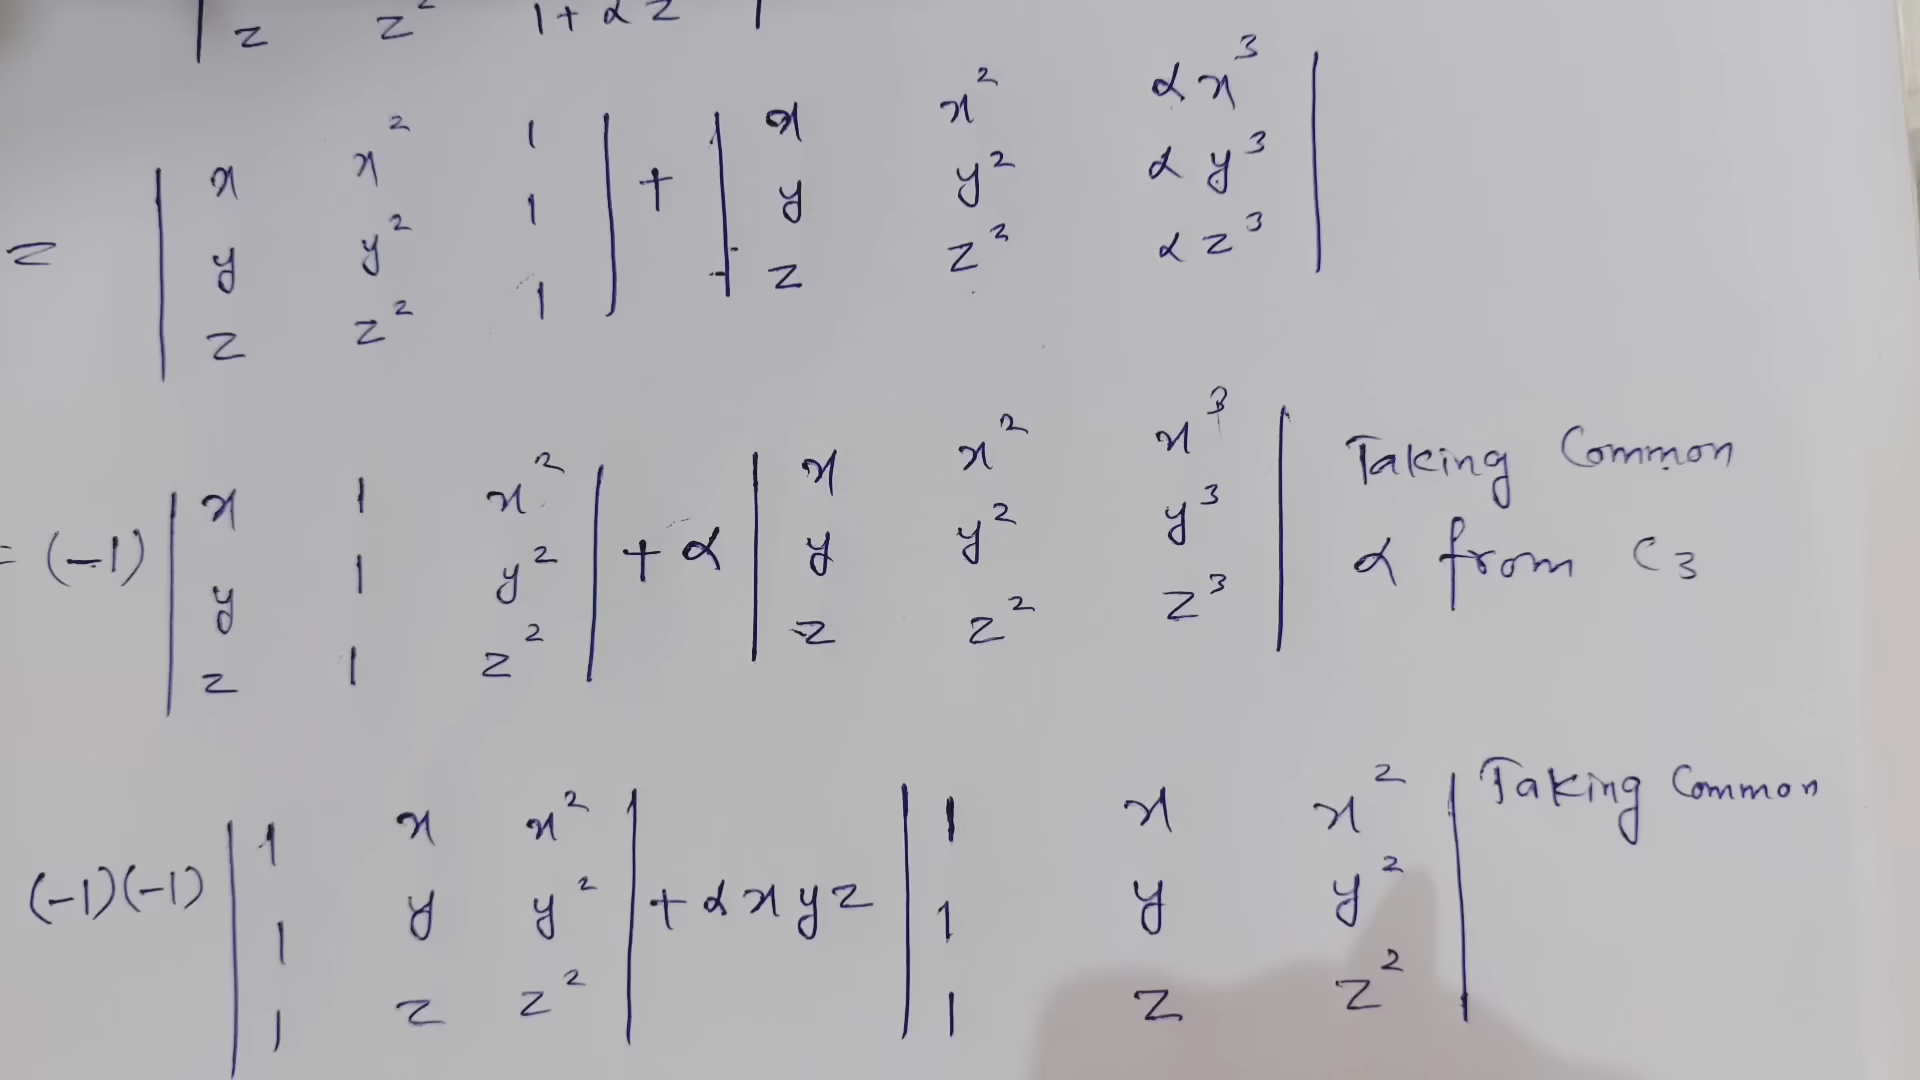 | z z² 1+αz |
= | x x² 1 | + | x x² αx³ |
| y y² 1 | | y y² αy³ |
| z z² 1 | | z z² αz³ |
= (-1) | x 1 x² | + α | x x² x³ | Taking Common
| y 1 y² | | y y² y³ | α from C₃
| z 1 z² | | z z² z³ |
(-1)(-1) | 1 x x² | + αxyz | 1 x x² | Taking Common
| 1 y y² | | 1 y y² |
| 1 z z² | | 1 z z² |